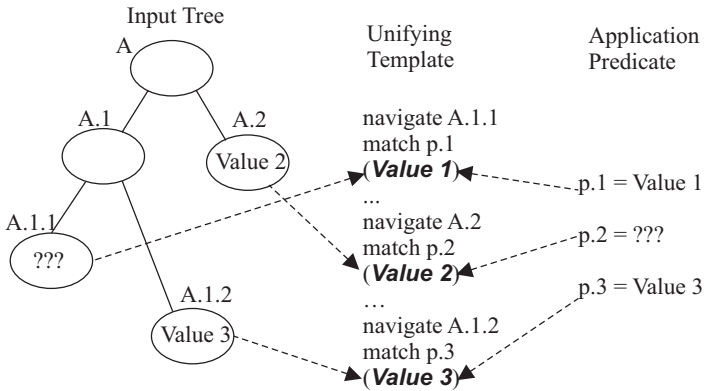 Input Tree
A
A.1
A.2
Value 2
A.1.1
???
A.1.2
Value 3
Unifying
Template
navigate A.1.1
match p.1
(Value 1)
...
navigate A.2
match p.2
(Value 2)
...
navigate A.1.2
match p.3
(Value 3)
Application
Predicate
p.1 = Value 1
p.2 = ???
p.3 = Value 3